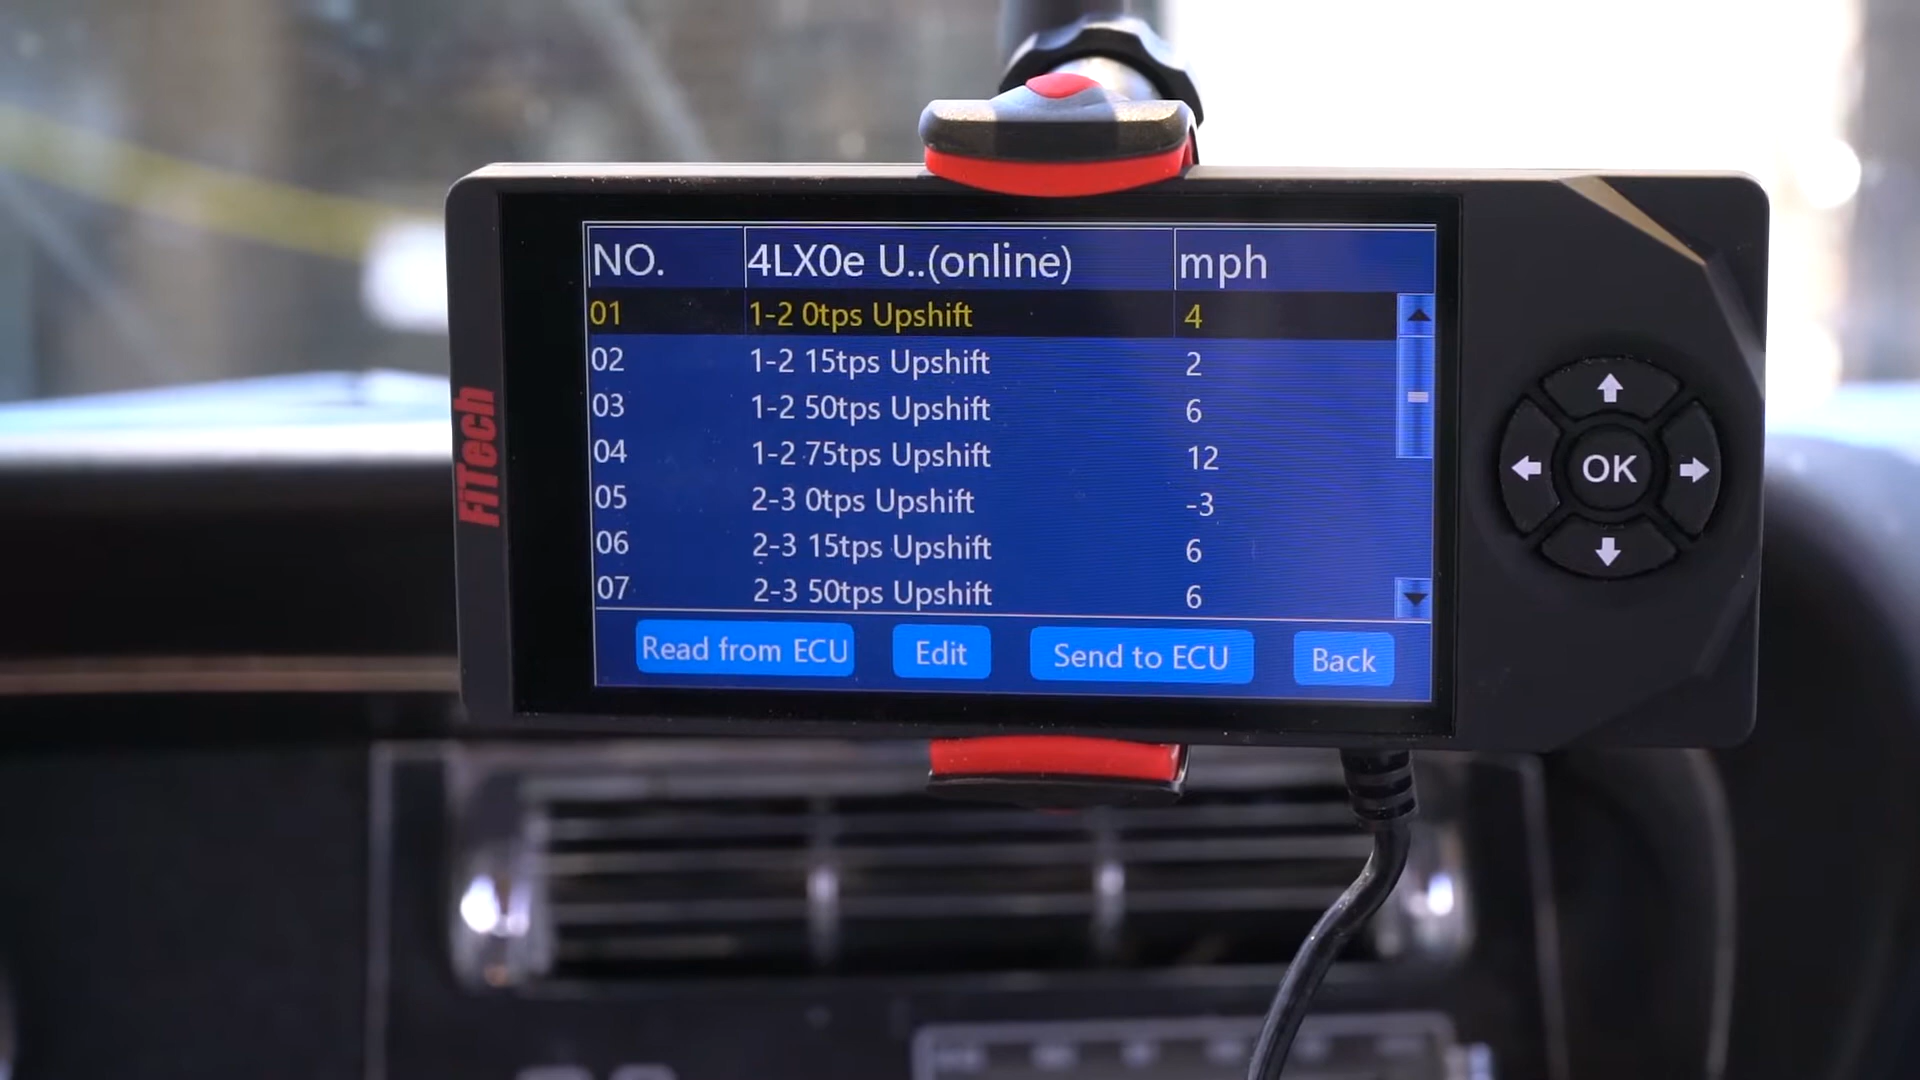 NO. 4LX0e U..(online) mph
01 1-2 0tps Upshift 4
02 1-2 15tps Upshift 2
03 1-2 50tps Upshift 6
04 1-2 75tps Upshift 12
05 2-3 0tps Upshift -3
06 2-3 15tps Upshift 6
07 2-3 50tps Upshift 6
Read from ECU Edit Send to ECU Back
FiTech
OK